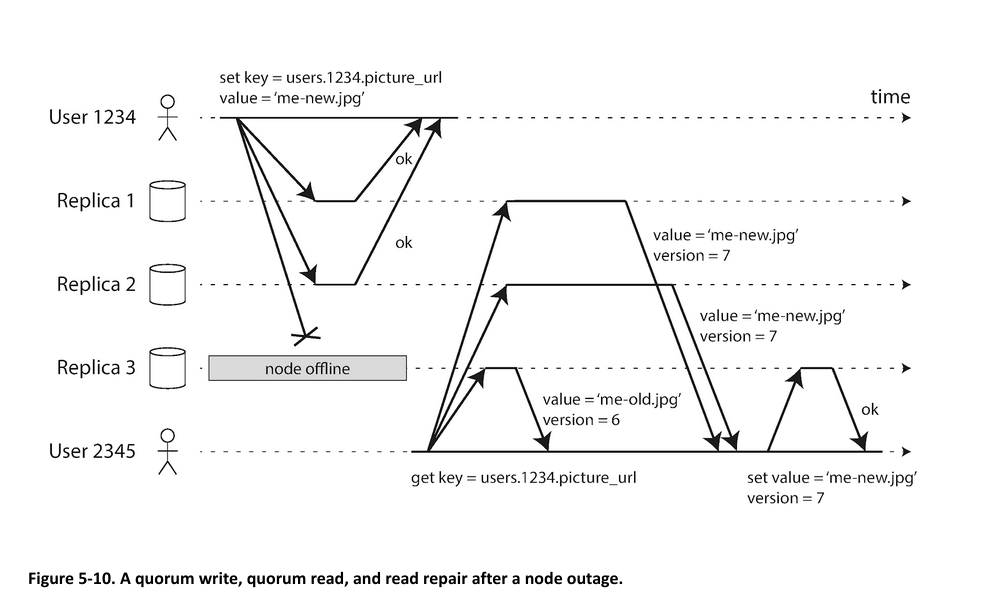 set key = users.1234.picture_url
value = ‘me-new.jpg’
time
User 1234
ok
Replica 1
value = ‘me-new.jpg’
version = 7
ok
Replica 2
value = ‘me-new.jpg’
version = 7
Replica 3
node offline
value = ‘me-old.jpg’
version = 6
ok
User 2345
get key = users.1234.picture_url
set value = ‘me-new.jpg’
version = 7
Figure 5-10. A quorum write, quorum read, and read repair after a node outage.